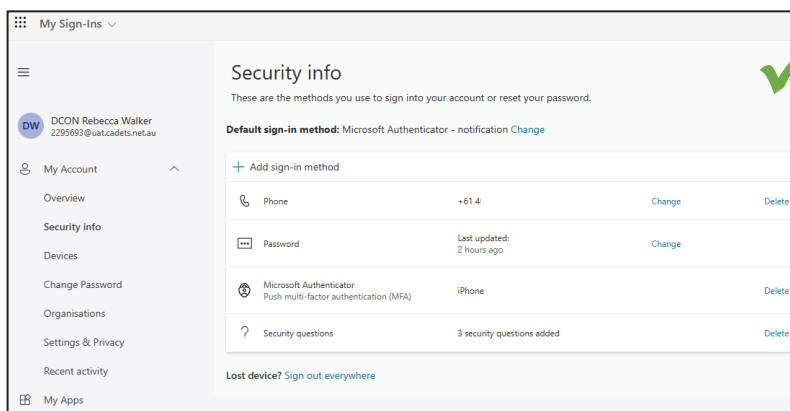 My Sign-Ins
Security info
These are the methods you use to sign into your account or reset your password.
DW
DCON Rebecca Walker
2295693@uat.cadets.net.au
Default sign-in method: Microsoft Authenticator - notification Change
My Account
Overview
Security info
Devices
Change Password
Organisations
Settings & Privacy
Recent activity
My Apps
+ Add sign-in method
Phone +61 4 Change Delete
Password Last updated: Change
2 hours ago
Microsoft Authenticator iPhone Delete
Push multi-factor authentication (MFA)
? Security questions 3 security questions added Delete
Lost device? Sign out everywhere